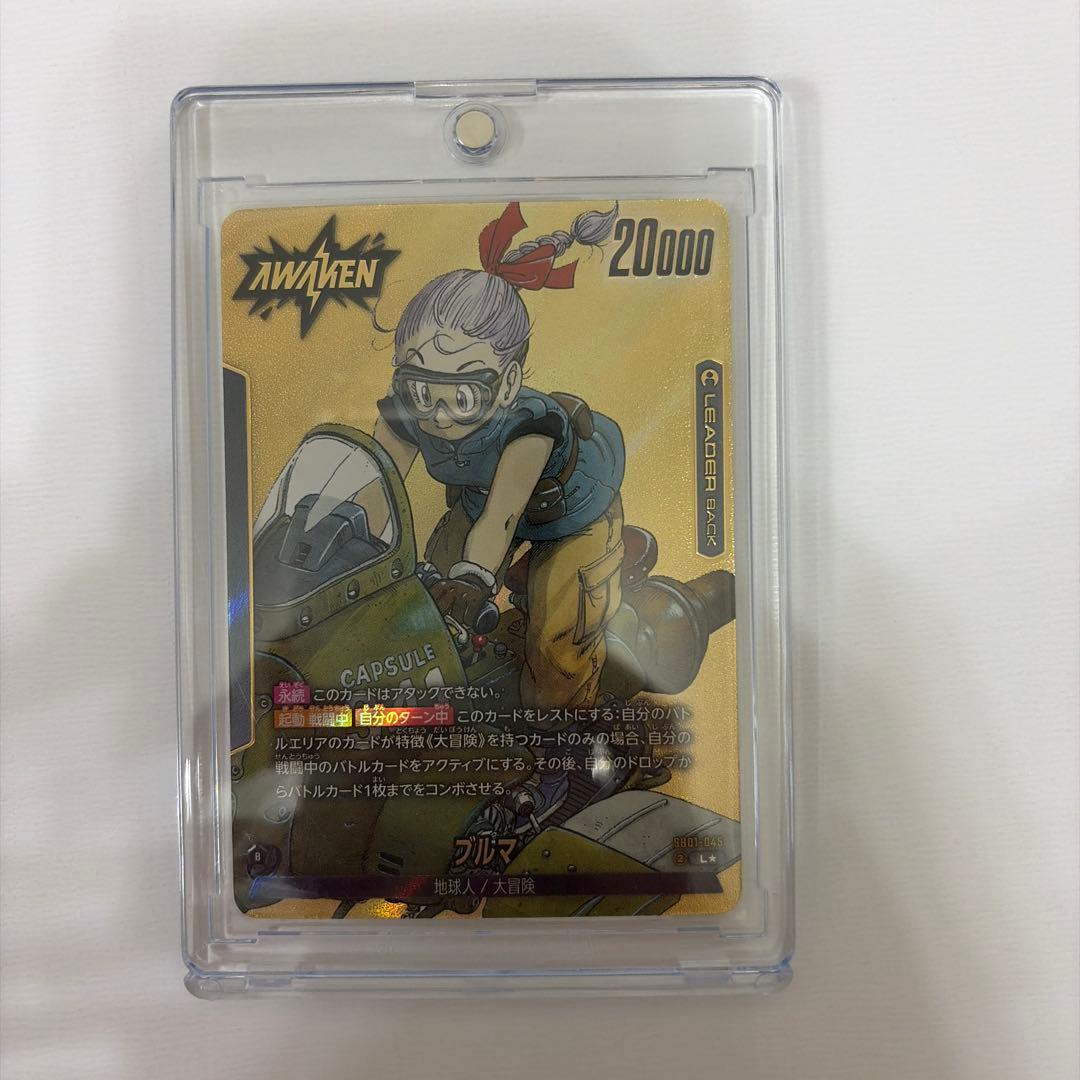 AWAKEN
20000
LEADER BACK
CAPSULE
永続 このカードはアタックできない。
起動 戦闘中 自分のターン中 このカードをレストにする:自分のバト
ルエリアのカードが特徴《大冒険》を持つカードのみの場合、自分の
戦闘中のバトルカードをアクティブにする。その後、自分のドロップか
らバトルカード1枚までをコンボさせる。
SB01-045
ブルマ
2 L★
地球人 / 大冒険